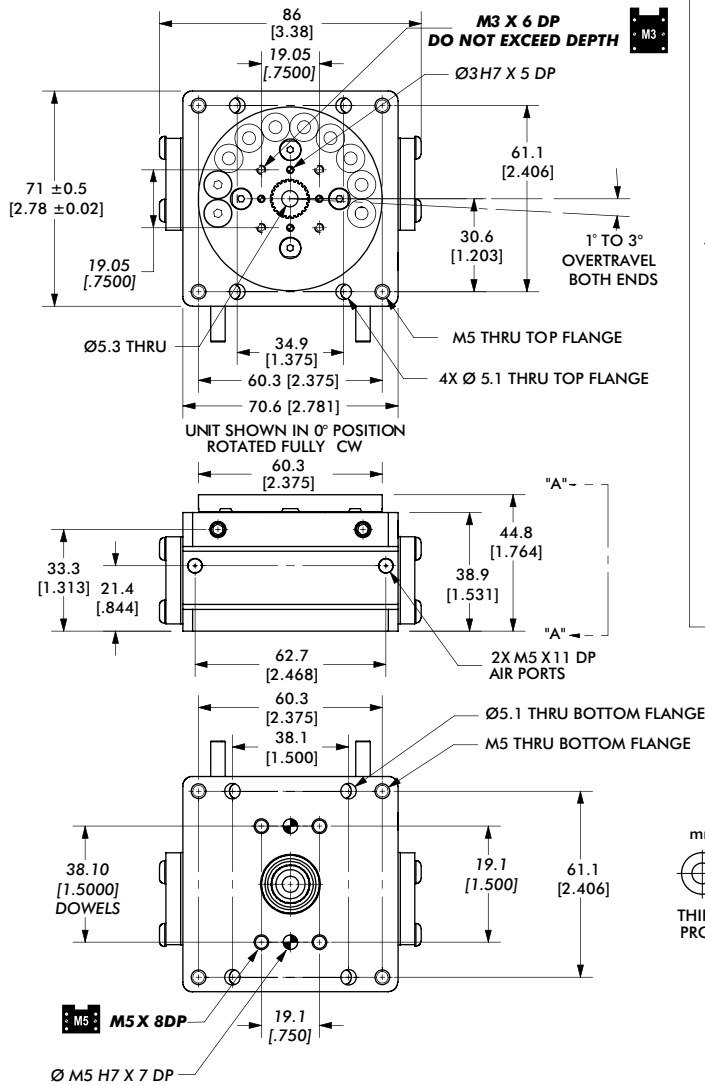 86
[3.38]
M3 X 6 DP
DO NOT EXCEED DEPTH
M3
19.05
[.7500]
Ø3H7 X 5 DP
71 ±0.5
[2.78 ±0.02]
61.1
[2.406]
30.6
[1.203]
1° TO 3°
OVERTRAVEL
BOTH ENDS
19.05
[.7500]
Ø5.3 THRU
34.9
[1.375]
M5 THRU TOP FLANGE
60.3 [2.375]
4X Ø 5.1 THRU TOP FLANGE
70.6 [2.781]
UNIT SHOWN IN 0° POSITION
ROTATED FULLY CW
60.3
[2.375]
"A"
44.8
[1.764]
33.3
[1.313]
21.4
[.844]
38.9
[1.531]
"A"
62.7
[2.468]
2X M5 X 11 DP
AIR PORTS
60.3
[2.375]
38.1
[1.500]
Ø5.1 THRU BOTTOM FLANGE
M5 THRU BOTTOM FLANGE
38.10
[1.5000]
DOWELS
19.1
[1.500]
61.1
[2.406]
mm
THI
PRO
M5
M5 X 8DP
19.1
[.750]
Ø M5 H7 X 7 DP